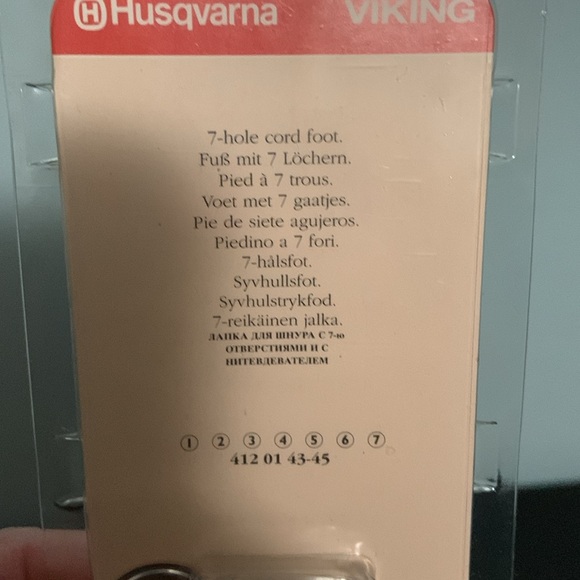 Husqvarna VIKING
7-hole cord foot.
Fuß mit 7 Löchern.
Pied à 7 trous.
Voet met 7 gaatjes.
Pie de siete agujeros.
Piedino a 7 fori.
7-hålsfot.
Syvhullsfot.
Syvhulstrykfod.
7-reikäinen jalka.
ЛАПКА ДЛЯ ШНУРА С 7-ю
ОТВЕРСТИЯМИ И С
НИТЕВДЕВАТЕЛЕМ
① ② ③ ④ ⑤ ⑥ ⑦
412 01 43-45